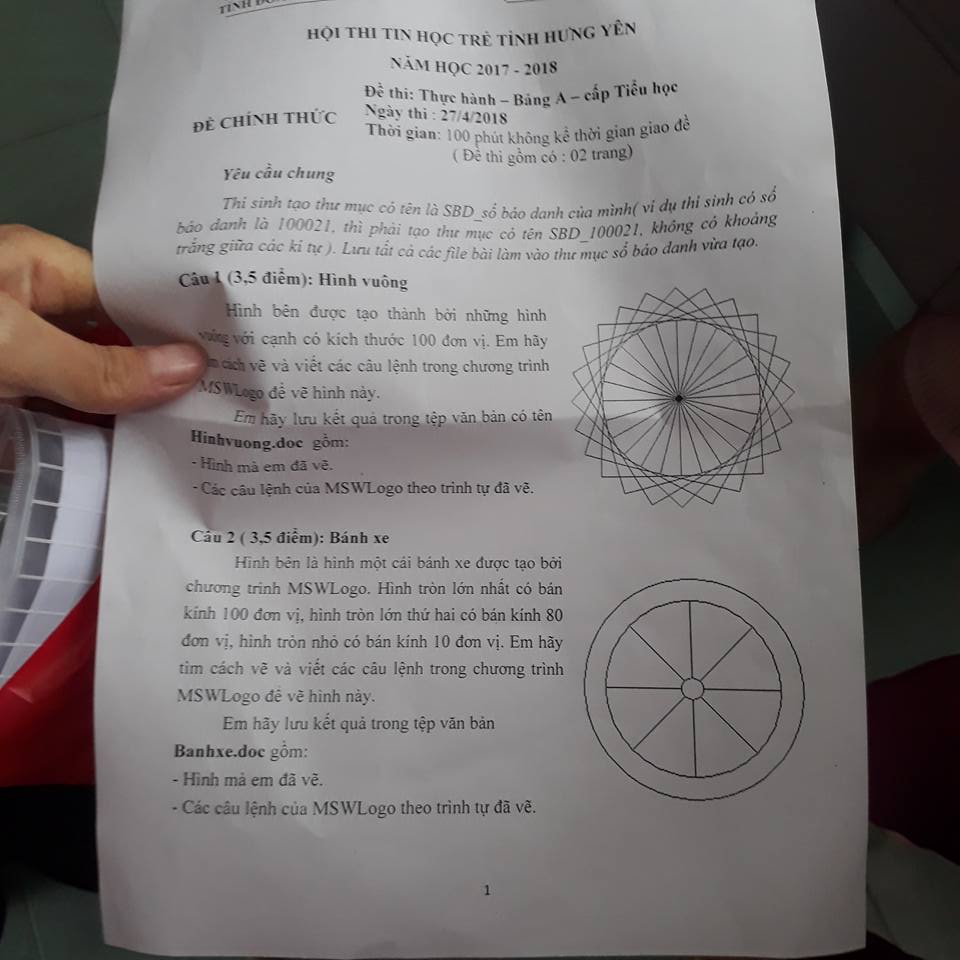 TỈNH
HỘI THI TIN HỌC TRẺ TỈNH HƯNG YÊN
NĂM HỌC 2017 - 2018
Đề thi: Thực hành – Bảng A – cấp Tiểu học
ĐỀ CHÍNH THỨC
Ngày thi : 27/4/2018
Thời gian: 100 phút không kể thời gian giao đề
( Đề thi gồm có : 02 trang)
Yêu cầu chung
Thí sinh tạo thư mục có tên là SBD_số báo danh của mình( ví dụ thí sinh có số
báo danh là 100021, thì phải tạo thư mục có tên SBD_100021, không có khoảng
trắng giữa các kí tự ). Lưu tất cả các file bài làm vào thư mục số báo danh vừa tạo.
Câu 1 (3,5 điểm): Hình vuông
Hình bên được tạo thành bởi những hình
vuông với cạnh có kích thước 100 đơn vị. Em hãy
cách vẽ và viết các câu lệnh trong chương trình
MSWLogo để vẽ hình này.
Em hãy lưu kết quả trong tệp văn bản có tên
Hinhvuong.doc gồm:
- Hình mà em đã vẽ.
- Các câu lệnh của MSWLogo theo trình tự đã vẽ.
Câu 2 ( 3,5 điểm): Bánh xe
Hình bên là hình một cái bánh xe được tạo bởi
chương trình MSWLogo. Hình tròn lớn nhất có bán
kính 100 đơn vị, hình tròn lớn thứ hai có bán kính 80
đơn vị, hình tròn nhỏ có bán kính 10 đơn vị. Em hãy
tìm cách vẽ và viết các câu lệnh trong chương trình
MSWLogo để vẽ hình này.
Em hãy lưu kết quả trong tệp văn bản
Banhxe.doc gồm:
- Hình mà em đã vẽ.
- Các câu lệnh của MSWLogo theo trình tự đã vẽ.
1